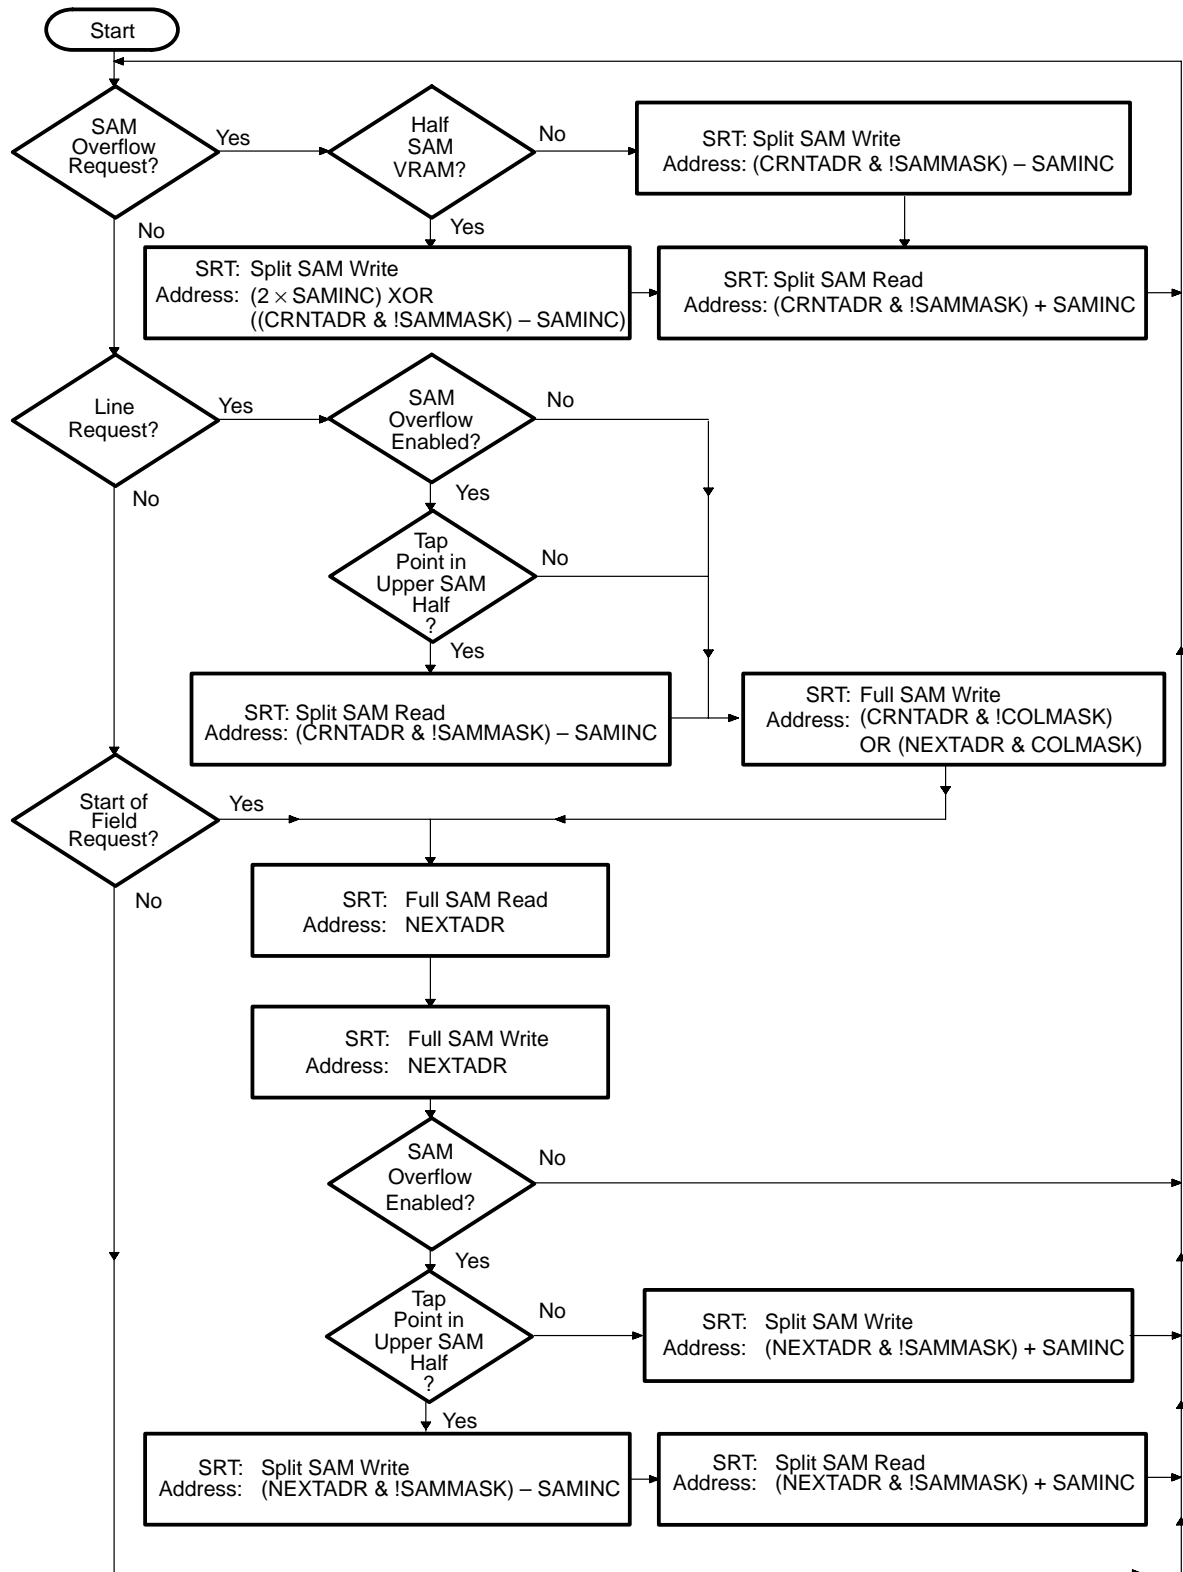 Start
SAM
Overflow
Request?
Yes
Half
SAM
VRAM?
No
SRT: Split SAM Write
Address: (CRNTADR & !SAMMASK) – SAMINC
No
Yes
SRT: Split SAM Write
Address: (2 × SAMINC) XOR
((CRNTADR & !SAMMASK) – SAMINC)
SRT: Split SAM Read
Address: (CRNTADR & !SAMMASK) + SAMINC
Line
Request?
Yes
SAM
Overflow
Enabled?
No
No
Yes
Tap
Point in
Upper SAM
Half
?
No
Yes
SRT: Split SAM Read
Address: (CRNTADR & !SAMMASK) – SAMINC
SRT: Full SAM Write
Address: (CRNTADR & !COLMASK)
OR (NEXTADR & COLMASK)
Start of
Field
Request?
Yes
No
SRT: Full SAM Read
Address: NEXTADR
SRT: Full SAM Write
Address: NEXTADR
SAM
Overflow
Enabled?
No
Yes
Tap
Point in
Upper SAM
Half
?
No
SRT: Split SAM Write
Address: (NEXTADR & !SAMMASK) + SAMINC
Yes
SRT: Split SAM Write
Address: (NEXTADR & !SAMMASK) – SAMINC
SRT: Split SAM Read
Address: (NEXTADR & !SAMMASK) + SAMINC